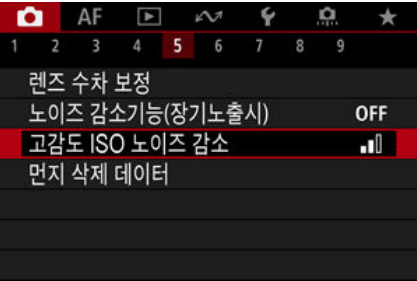 AF
1 2 3 4 5 6 7 8 9
렌즈 수차 보정
노이즈 감소기능(장기노출시) OFF
고감도 ISO 노이즈 감소
먼지 삭제 데이터